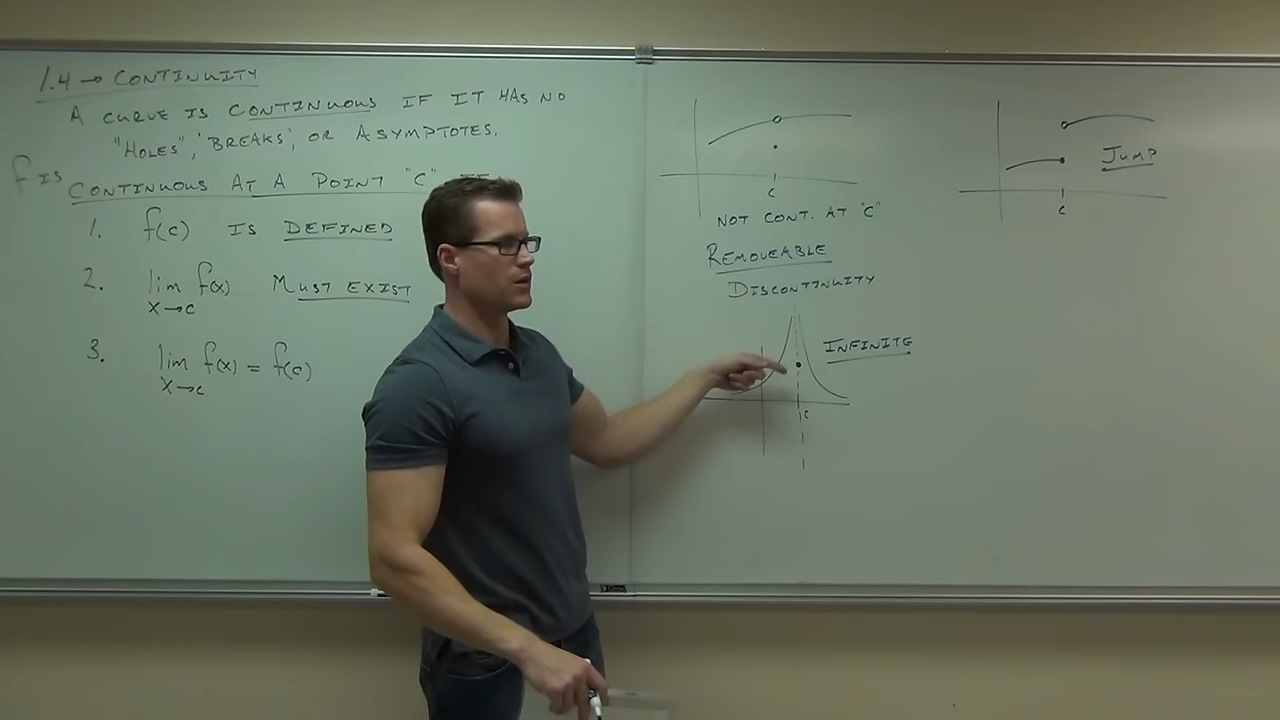 1.4 → CONTINUITY
A CURVE IS CONTINUOUS IF IT HAS NO
"HOLES", 'BREAKS', OR ASYMPTOTES.
f IS CONTINUOUS AT A POINT "C"
1. f(c) IS DEFINED
2. lim f(x) MUST EXIST
x→c
3. lim f(x) = f(c)
x→c
c
NOT CONT. AT "C"
REMOVEABLE
DISCONTINUITY
INFINITE
c
JUMP
c